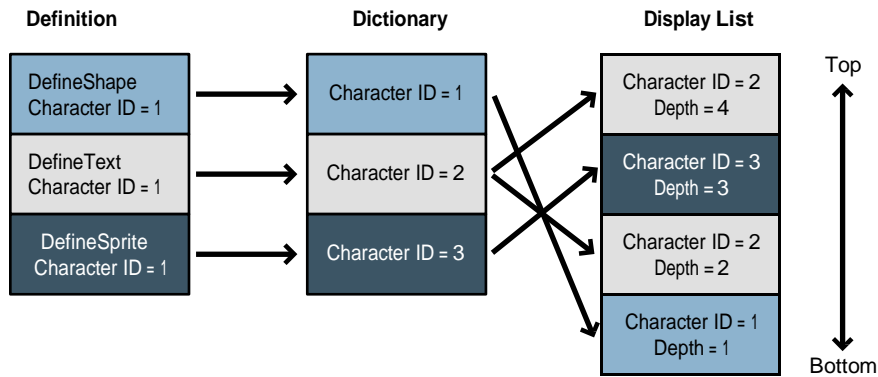 Definition
Dictionary
Display List
DefineShape
Character ID = 1
DefineText
Character ID = 1
DefineSprite
Character ID = 1
Character ID = 1
Character ID = 2
Character ID = 3
Character ID = 2
Depth = 4
Character ID = 3
Depth = 3
Character ID = 2
Depth = 2
Character ID = 1
Depth = 1
Top
Bottom